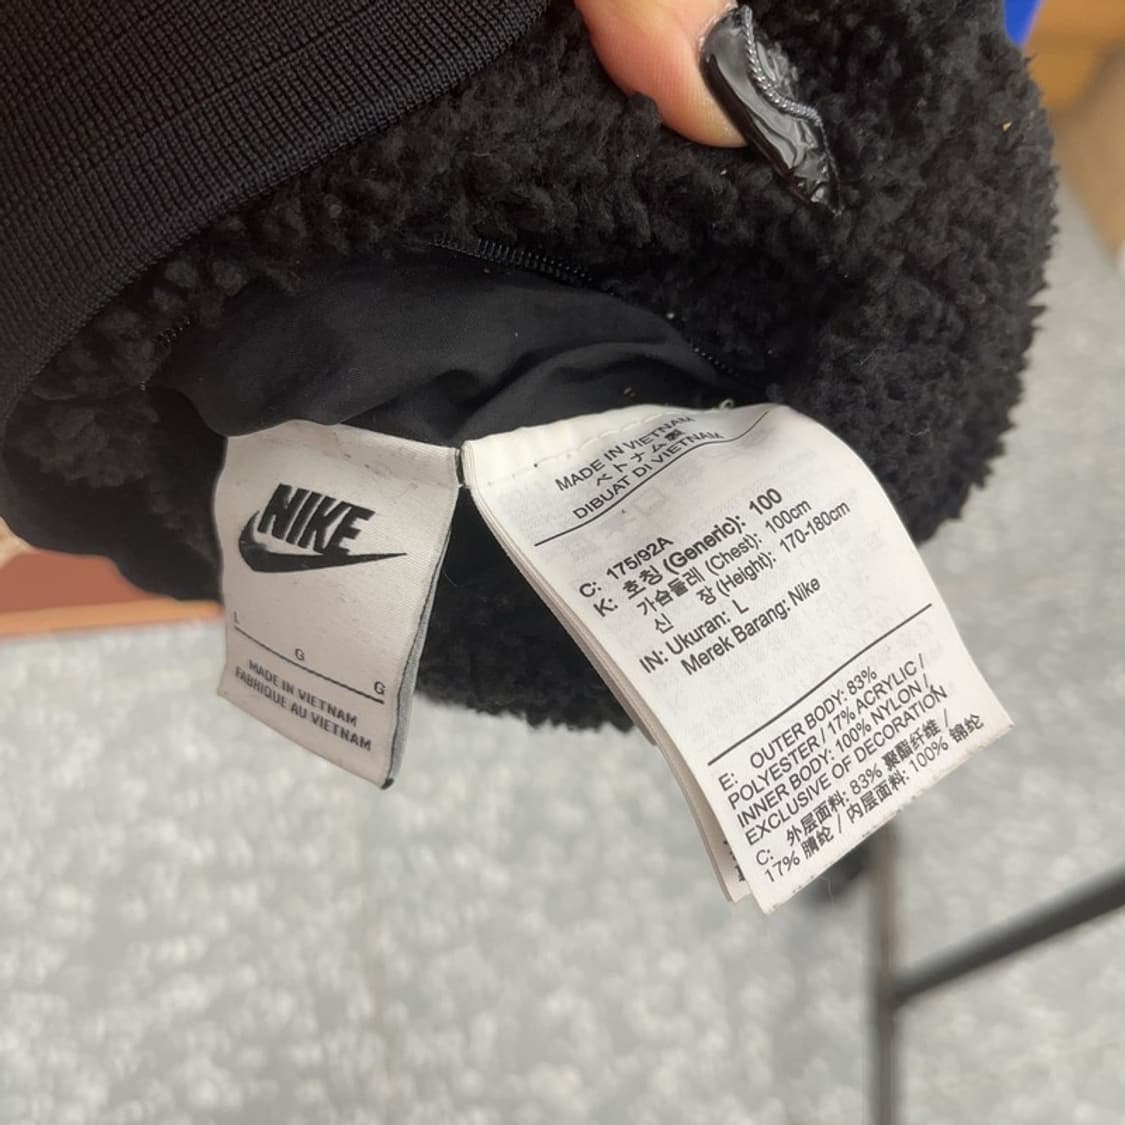 NIKE
L
G
G
MADE IN VIETNAM
FABRIQUE AU VIETNAM
MADE IN VIETNAM
ベトナム製
DIBUAT DI VIETNAM
C: 175/92A
K: 호칭 (Generic): 100
가슴둘레 (Chest): 100cm
신 장 (Height): 170-180cm
IN: Ukuran: L
Merek Barang: Nike
E: OUTER BODY: 83%
POLYESTER / 17% ACRYLIC /
INNER BODY: 100% NYLON /
EXCLUSIVE OF DECORATION
C: 外层面料: 83% 聚酯纤维 /
17% 腈纶 / 内层面料: 100% 锦纶